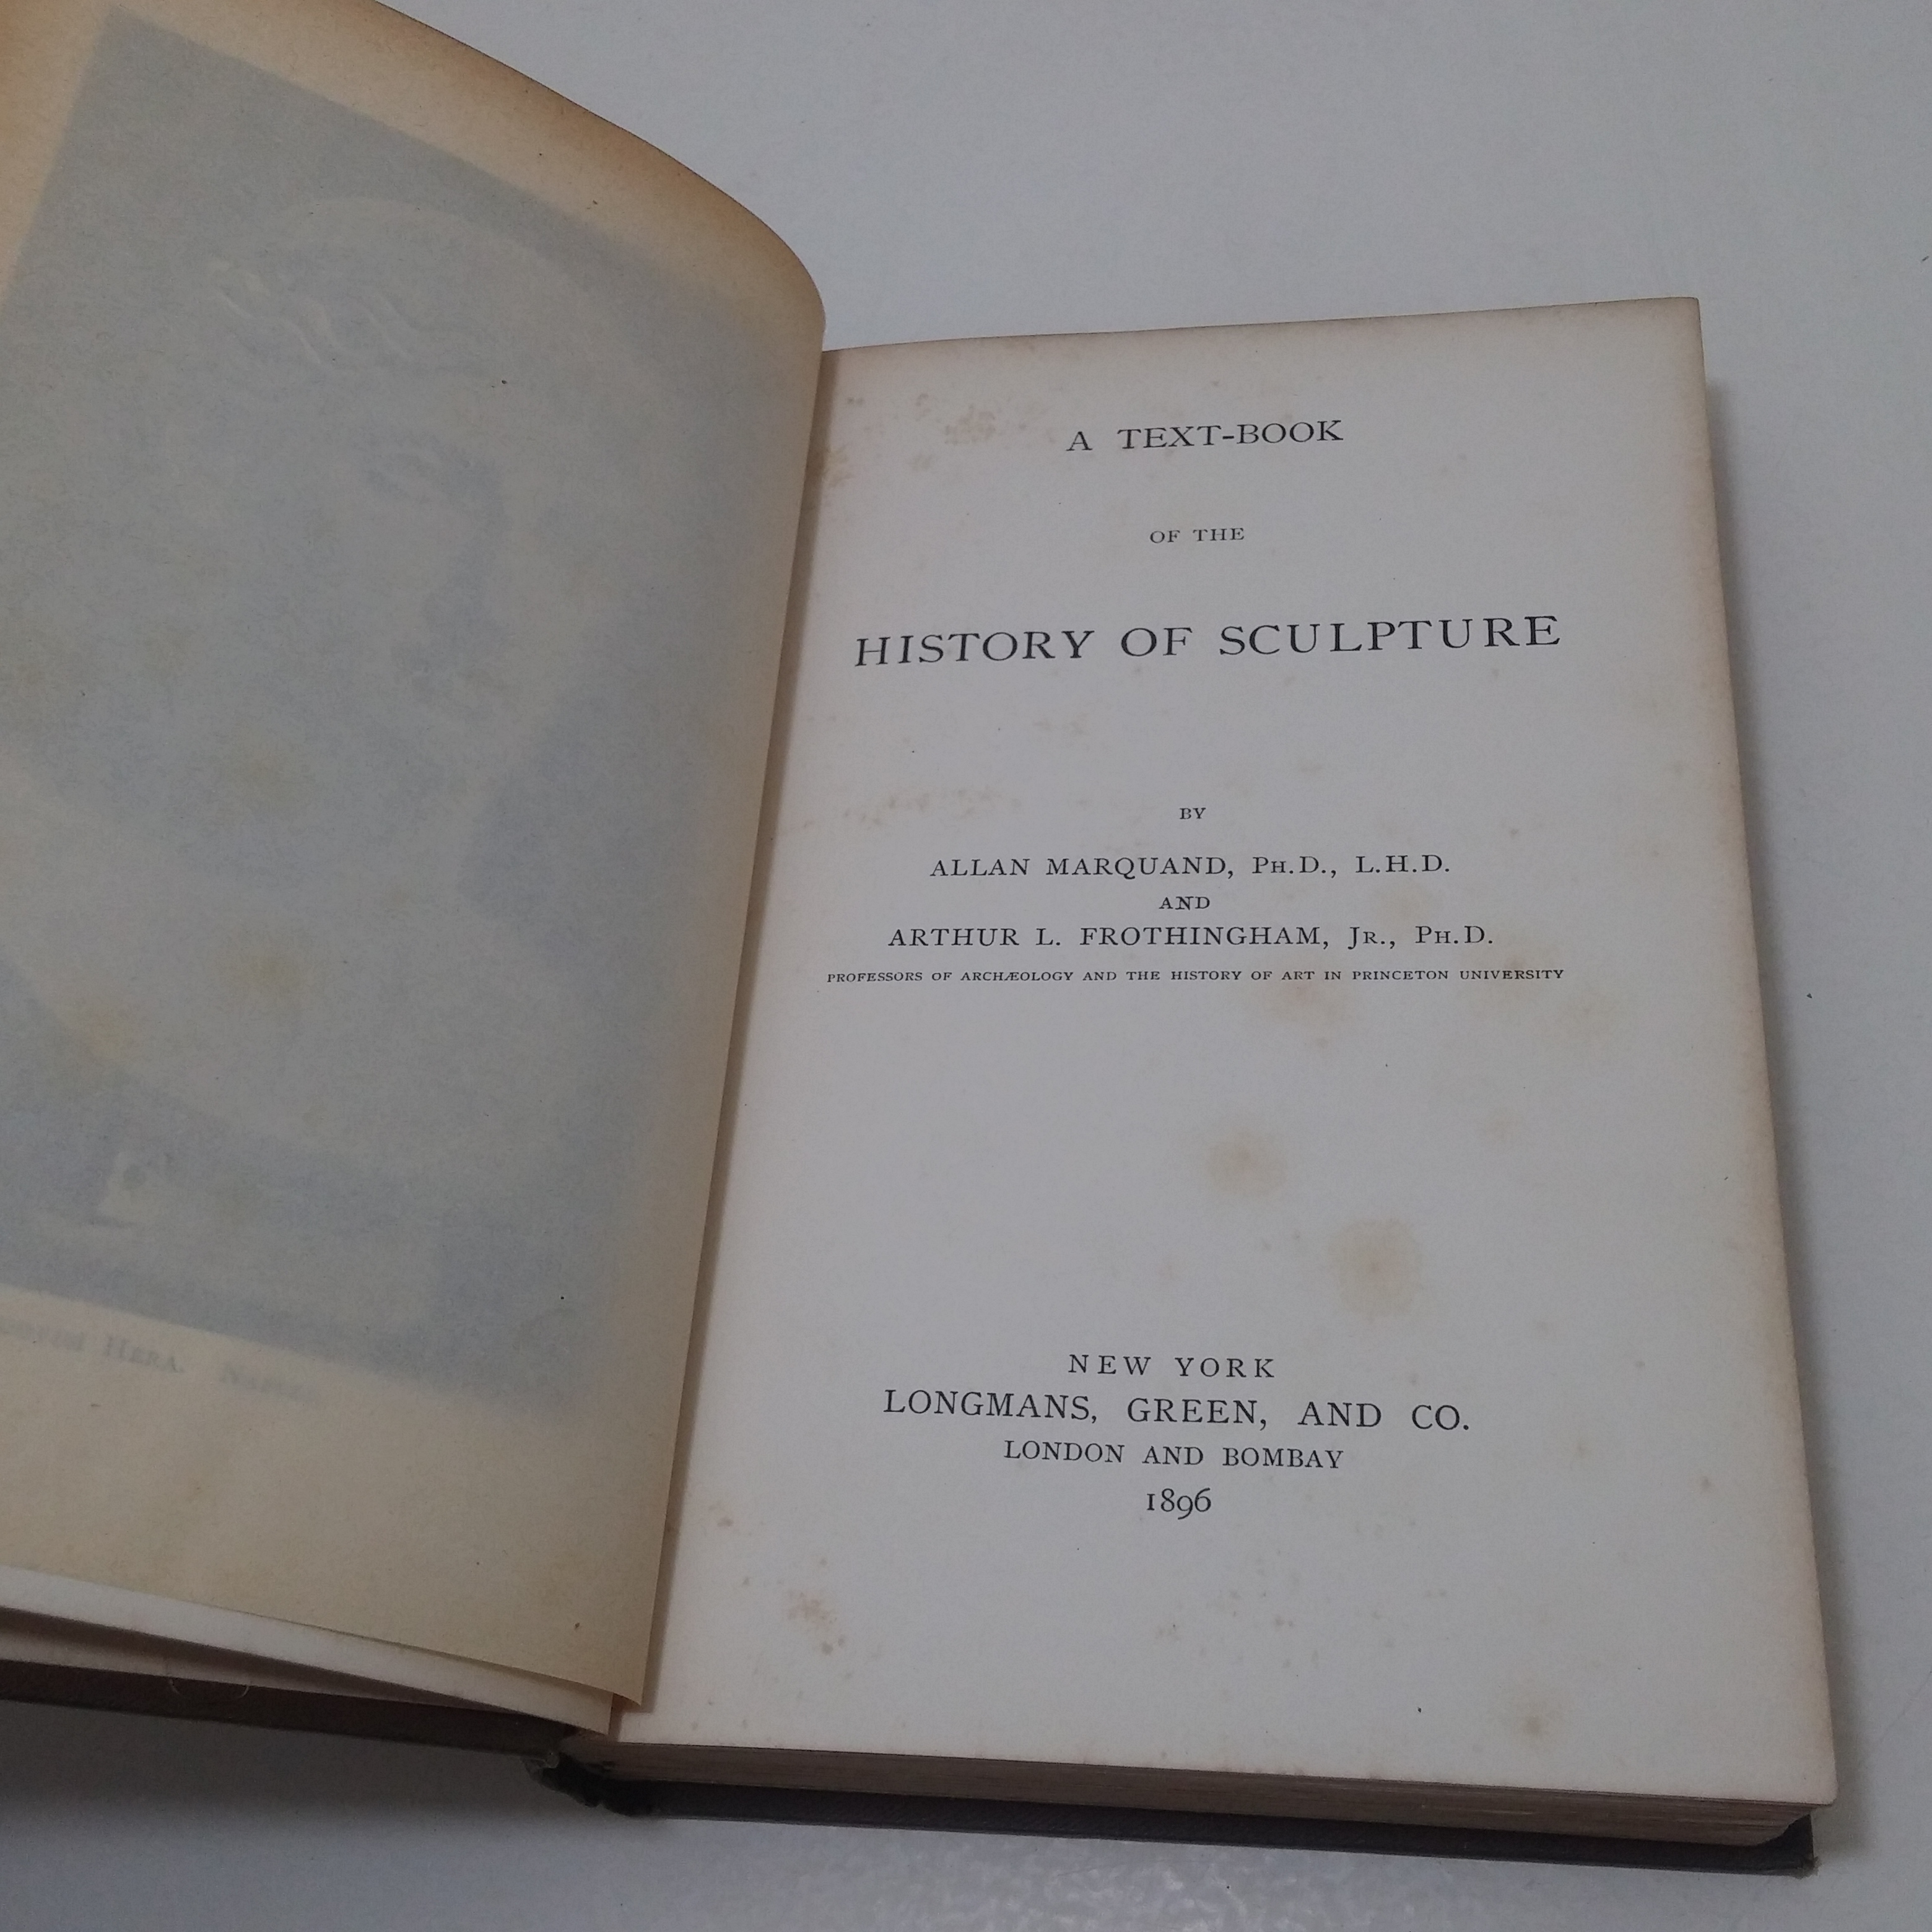 HERA.
A TEXT-BOOK
OF THE
HISTORY OF SCULPTURE
BY
ALLAN MARQUAND, PH.D., L.H.D.
AND
ARTHUR L. FROTHINGHAM, JR., PH.D.
PROFESSORS OF ARCHÆOLOGY AND THE HISTORY OF ART IN PRINCETON UNIVERSITY
NEW YORK
LONGMANS, GREEN, AND CO.
LONDON AND BOMBAY
1896